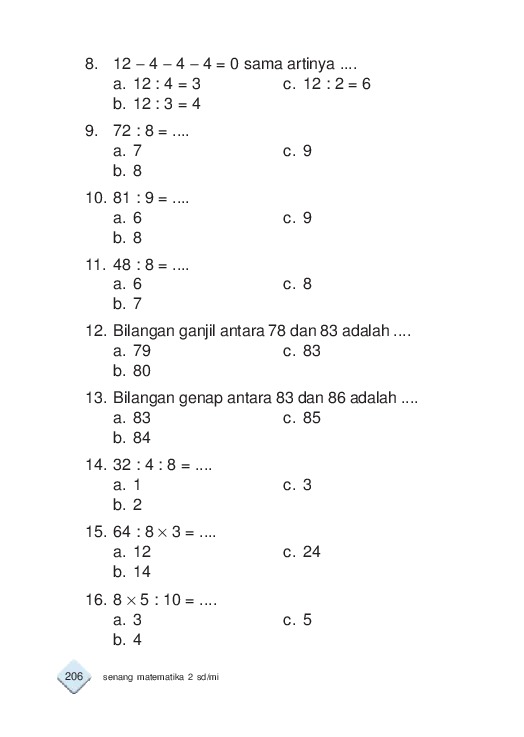 8. 12 – 4 – 4 – 4 = 0 sama artinya ....
a. 12 : 4 = 3 c. 12 : 2 = 6
b. 12 : 3 = 4
9. 72 : 8 = ....
a. 7 c. 9
b. 8
10. 81 : 9 = ....
a. 6 c. 9
b. 8
11. 48 : 8 = ....
a. 6 c. 8
b. 7
12. Bilangan ganjil antara 78 dan 83 adalah ....
a. 79 c. 83
b. 80
13. Bilangan genap antara 83 dan 86 adalah ....
a. 83 c. 85
b. 84
14. 32 : 4 : 8 = ....
a. 1 c. 3
b. 2
15. 64 : 8 × 3 = ....
a. 12 c. 24
b. 14
16. 8 × 5 : 10 = ....
a. 3 c. 5
b. 4
206 senang matematika 2 sd/mi